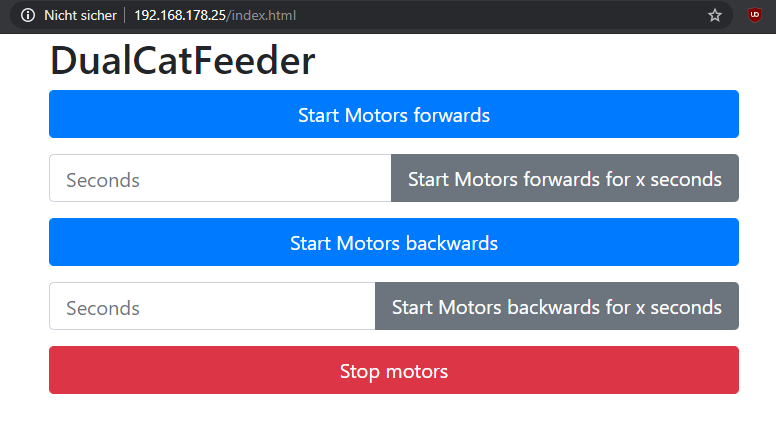 Nicht sicher 192.168.178.25/index.html
DualCatFeeder
Start Motors forwards
Seconds Start Motors forwards for x seconds
Start Motors backwards
Seconds Start Motors backwards for x seconds
Stop motors